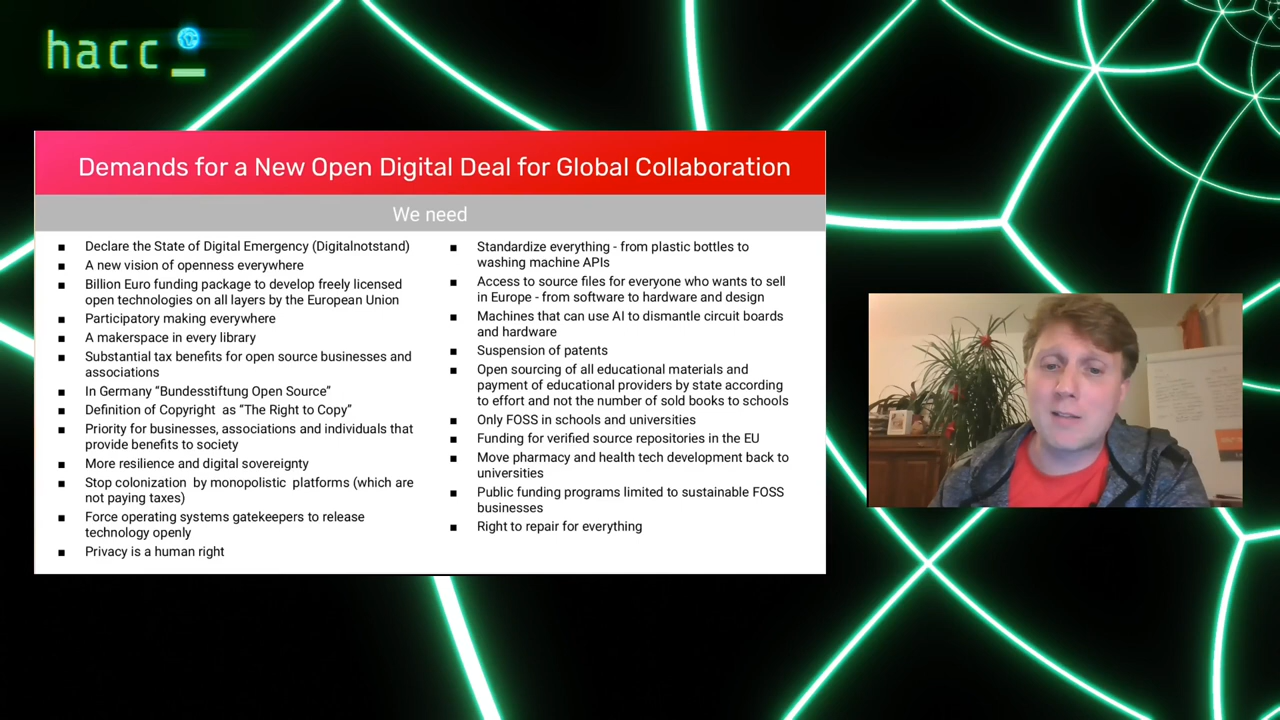 hacc
Demands for a New Open Digital Deal for Global Collaboration
We need
Declare the State of Digital Emergency (Digitalnotstand)
A new vision of openness everywhere
Billion Euro funding package to develop freely licensed
open technologies on all layers by the European Union
Participatory making everywhere
A makerspace in every library
Substantial tax benefits for open source businesses and
associations
In Germany “Bundesstiftung Open Source”
Definition of Copyright as “The Right to Copy”
Priority for businesses, associations and individuals that
provide benefits to society
More resilience and digital sovereignty
Stop colonization by monopolistic platforms (which are
not paying taxes)
Force operating systems gatekeepers to release
technology openly
Privacy is a human right
Standardize everything - from plastic bottles to
washing machine APIs
Access to source files for everyone who wants to sell
in Europe - from software to hardware and design
Machines that can use AI to dismantle circuit boards
and hardware
Suspension of patents
Open sourcing of all educational materials and
payment of educational providers by state according
to effort and not the number of sold books to schools
Only FOSS in schools and universities
Funding for verified source repositories in the EU
Move pharmacy and health tech development back to
universities
Public funding programs limited to sustainable FOSS
businesses
Right to repair for everything